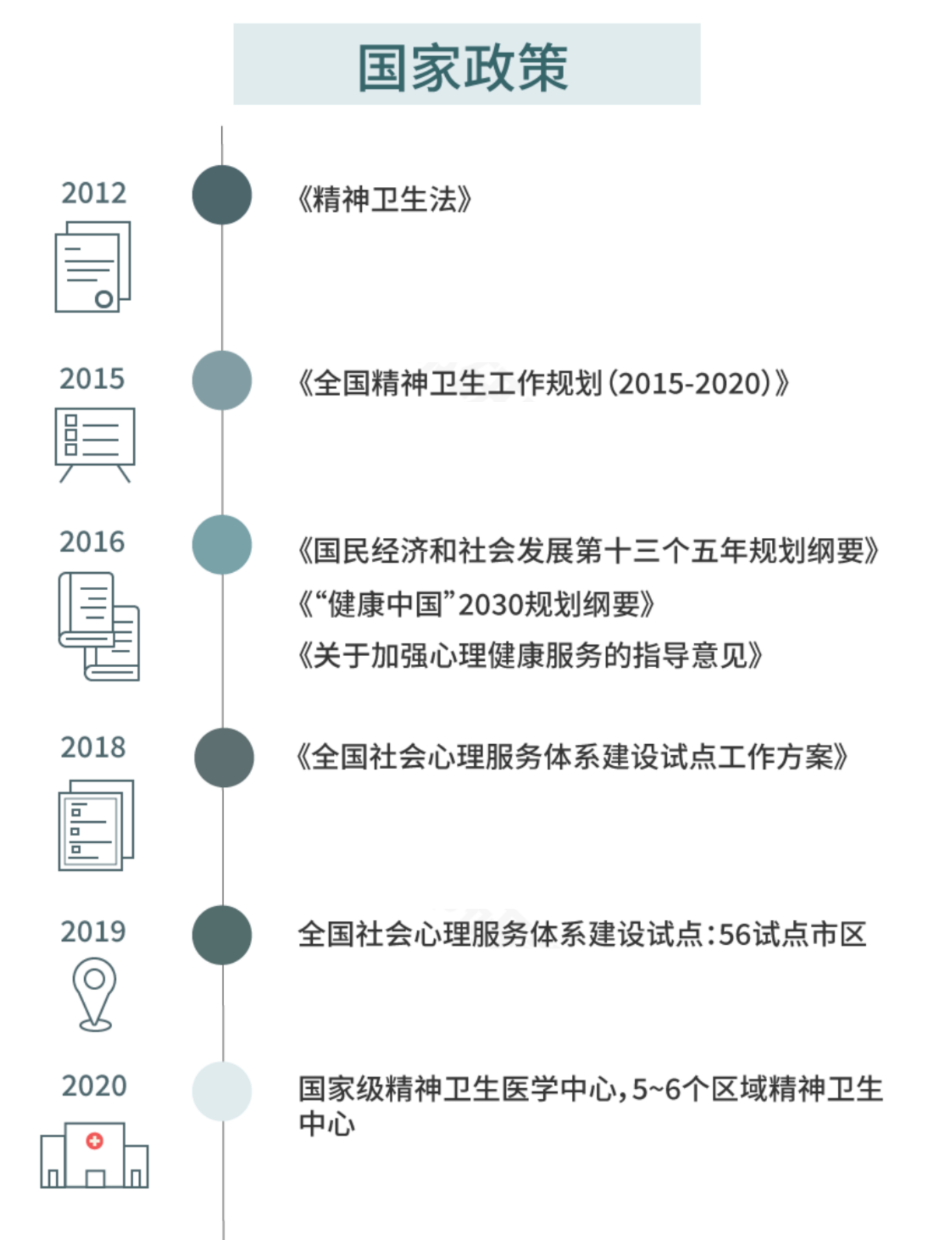 国家政策
2012
《精神卫生法》
2015
《全国精神卫生工作规划（2015-2020）》
2016
《国民经济和社会发展第十三个五年规划纲要》
《“健康中国”2030规划纲要》
《关于加强心理健康服务的指导意见》
2018
《全国社会心理服务体系建设试点工作方案》
2019
全国社会心理服务体系建设试点：56试点市区
2020
国家级精神卫生医学中心，5~6个区域精神卫生
中心